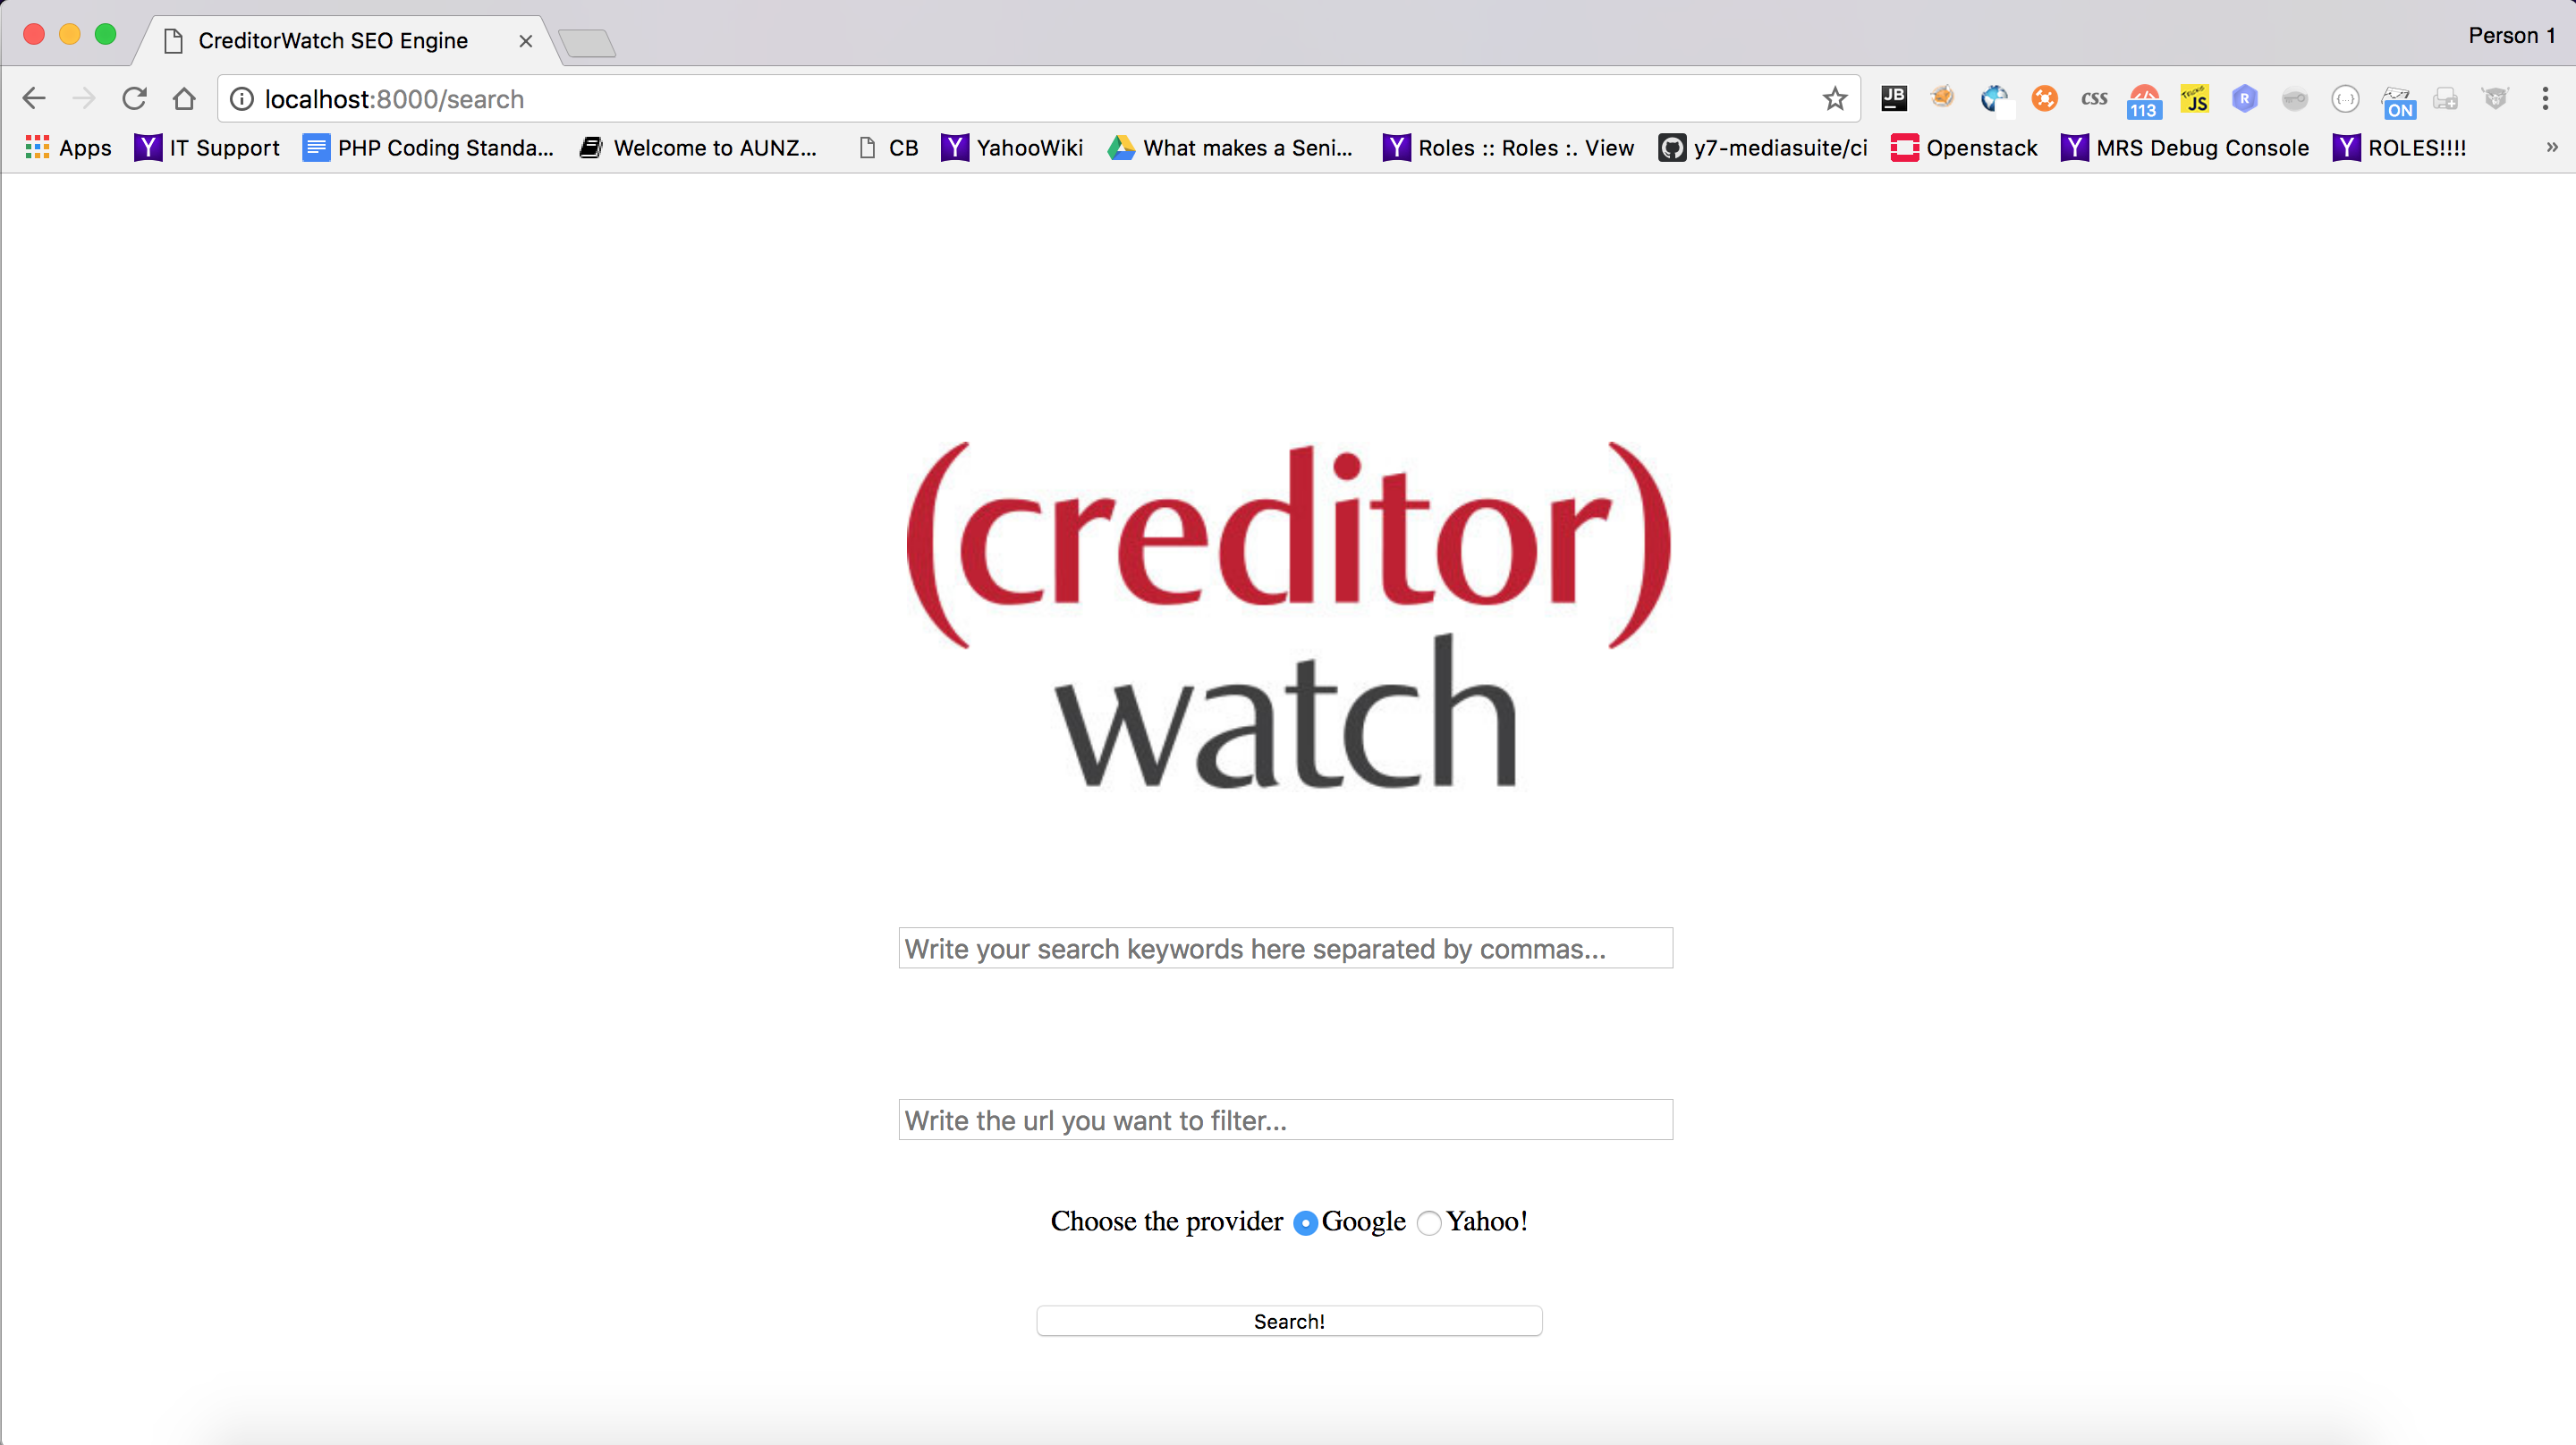 CreditorWatch SEO Engine
Person 1
localhost:8000/search
JB css 113 JS R {...} ON
Apps IT Support PHP Coding Standa... Welcome to AUNZ... CB YahooWiki What makes a Seni... Roles :: Roles :. View y7-mediasuite/ci Openstack MRS Debug Console ROLES!!!! »
(creditor)
watch
Write your search keywords here separated by commas...
Write the url you want to filter...
Choose the provider Google Yahoo!
Search!